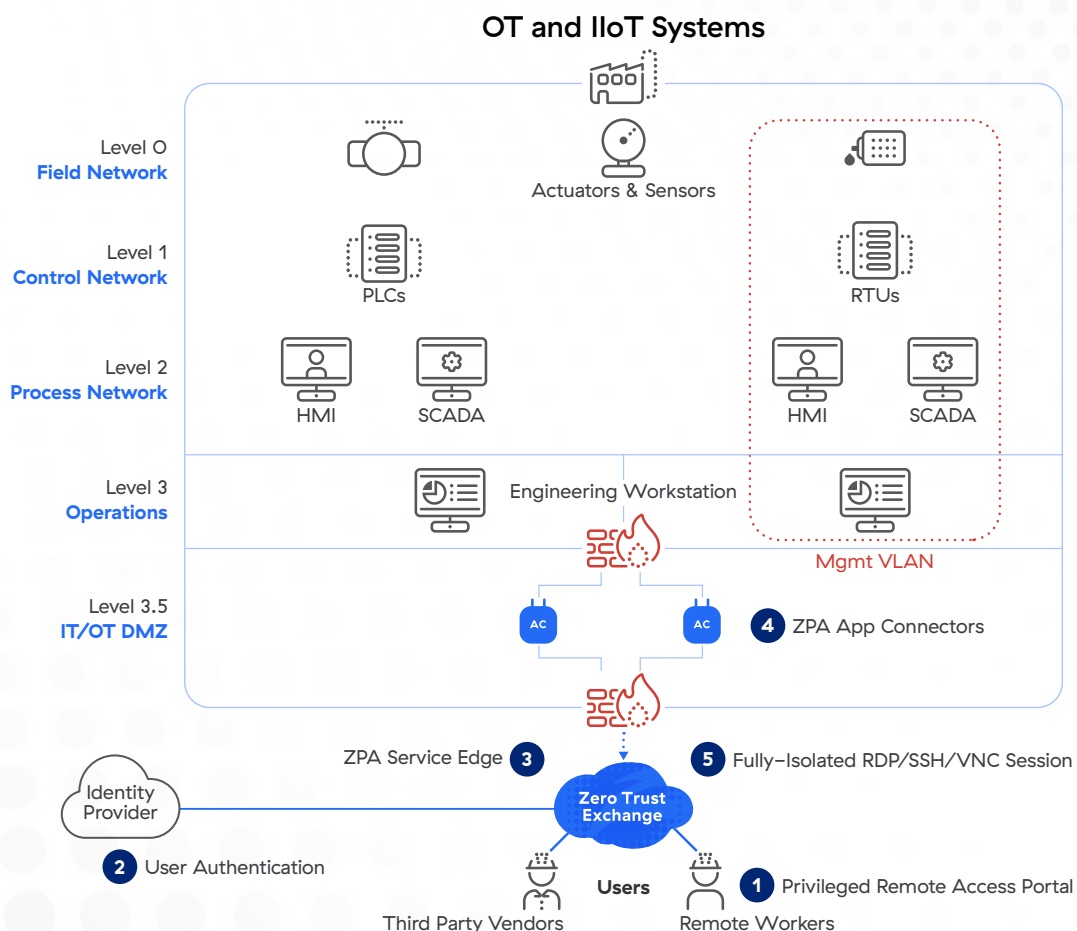 OT and IIoT Systems
Level 0
Field Network
Actuators & Sensors
Level 1
Control Network
PLCs
RTUs
Level 2
Process Network
HMI
SCADA
HMI
SCADA
Level 3
Operations
Engineering Workstation
Mgmt VLAN
Level 3.5
IT/OT DMZ
AC
AC
4 ZPA App Connectors
ZPA Service Edge 3
5 Fully-Isolated RDP/SSH/VNC Session
Identity
Provider
Zero Trust
Exchange
2 User Authentication
Users
1 Privileged Remote Access Portal
Third Party Vendors
Remote Workers